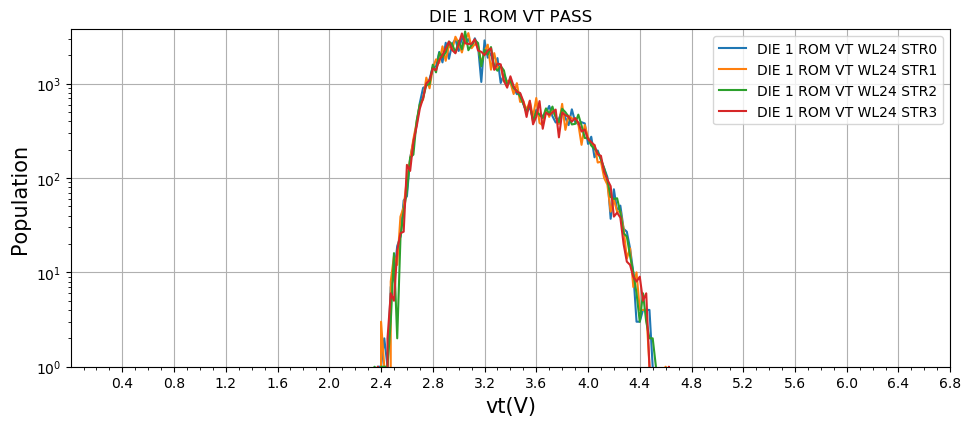 DIE 1 ROM VT PASS
DIE 1 ROM VT WL24 STR0
DIE 1 ROM VT WL24 STR1
DIE 1 ROM VT WL24 STR2
DIE 1 ROM VT WL24 STR3
Population
10³
10²
10¹
10⁰
0.4 0.8 1.2 1.6 2.0 2.4 2.8 3.2 3.6 4.0 4.4 4.8 5.2 5.6 6.0 6.4 6.8
vt(V)